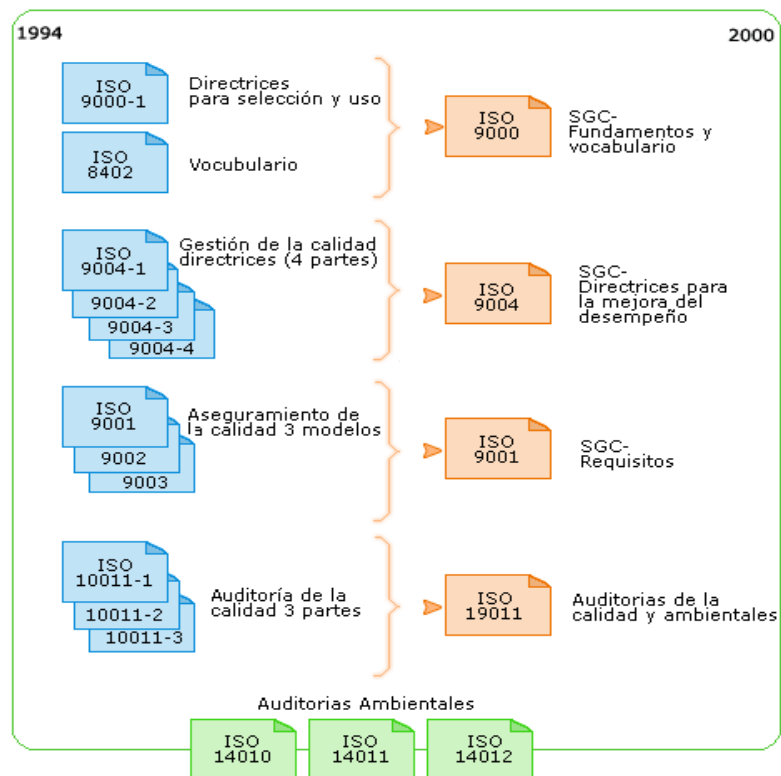 1994
2000
ISO
9000-1
Directrices
para selección y uso
ISO
8402
Vocubulario
ISO
9000
SGC-
Fundamentos y
vocabulario
ISO
9004-1
9004-2
9004-3
9004-4
Gestión de la calidad
directrices (4 partes)
ISO
9004
SGC-
Directrices para
la mejora del
desempeño
ISO
9001
9002
9003
Aseguramiento de
la calidad 3 modelos
ISO
9001
SGC-
Requisitos
ISO
10011-1
10011-2
10011-3
Auditoría de la
calidad 3 partes
ISO
19011
Auditorias de la
calidad y ambientales
Auditorias Ambientales
ISO
14010
ISO
14011
ISO
14012